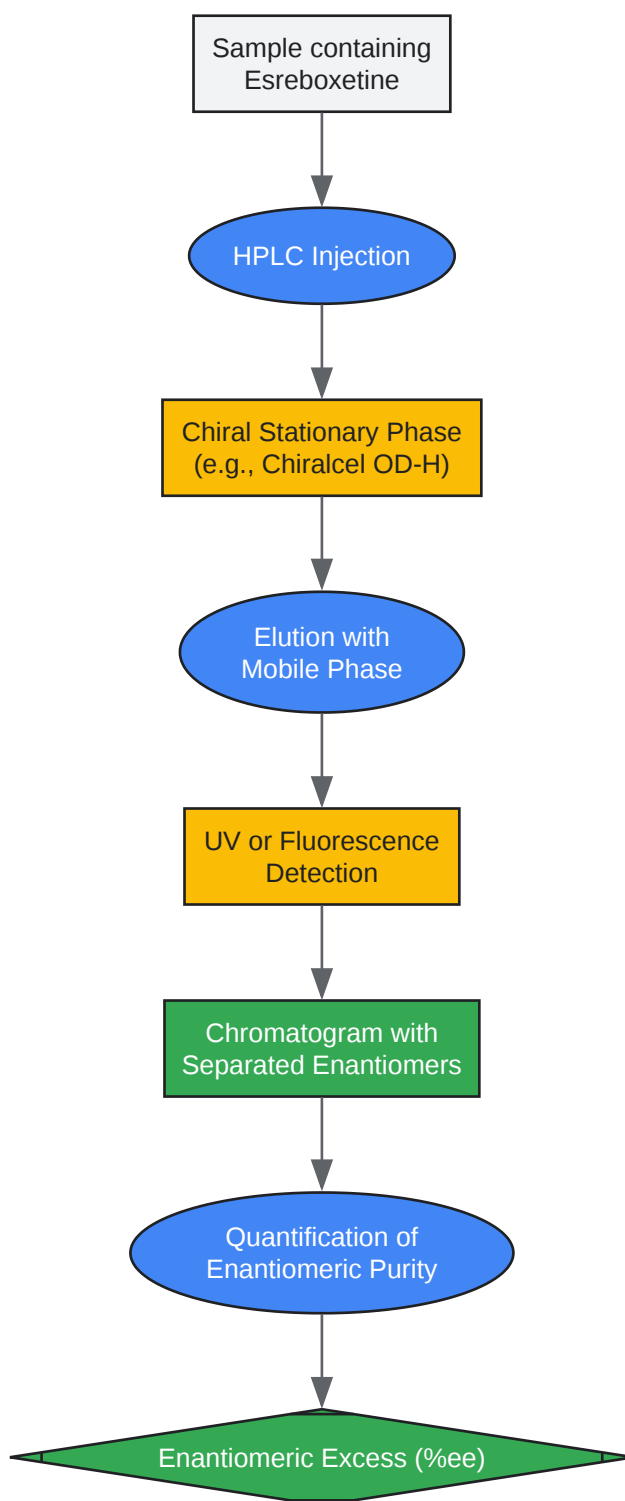 Sample containing
Esreboxetine
HPLC Injection
Chiral Stationary Phase
(e.g., Chiralcel OD-H)
Elution with
Mobile Phase
UV or Fluorescence
Detection
Chromatogram with
Separated Enantiomers
Quantification of
Enantiomeric Purity
Enantiomeric Excess (%ee)